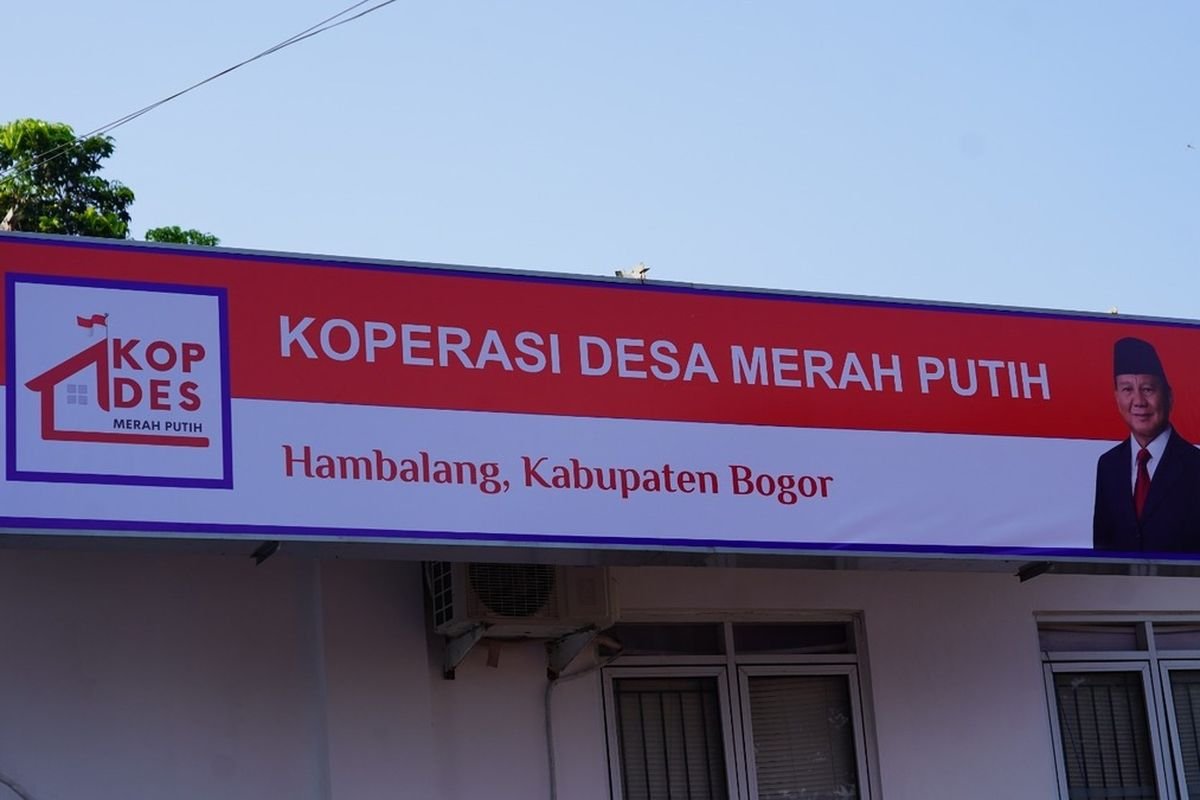 KOP
DES
MERAH PUTIH
KOPERASI DESA MERAH PUTIH
Hambalang, Kabupaten Bogor